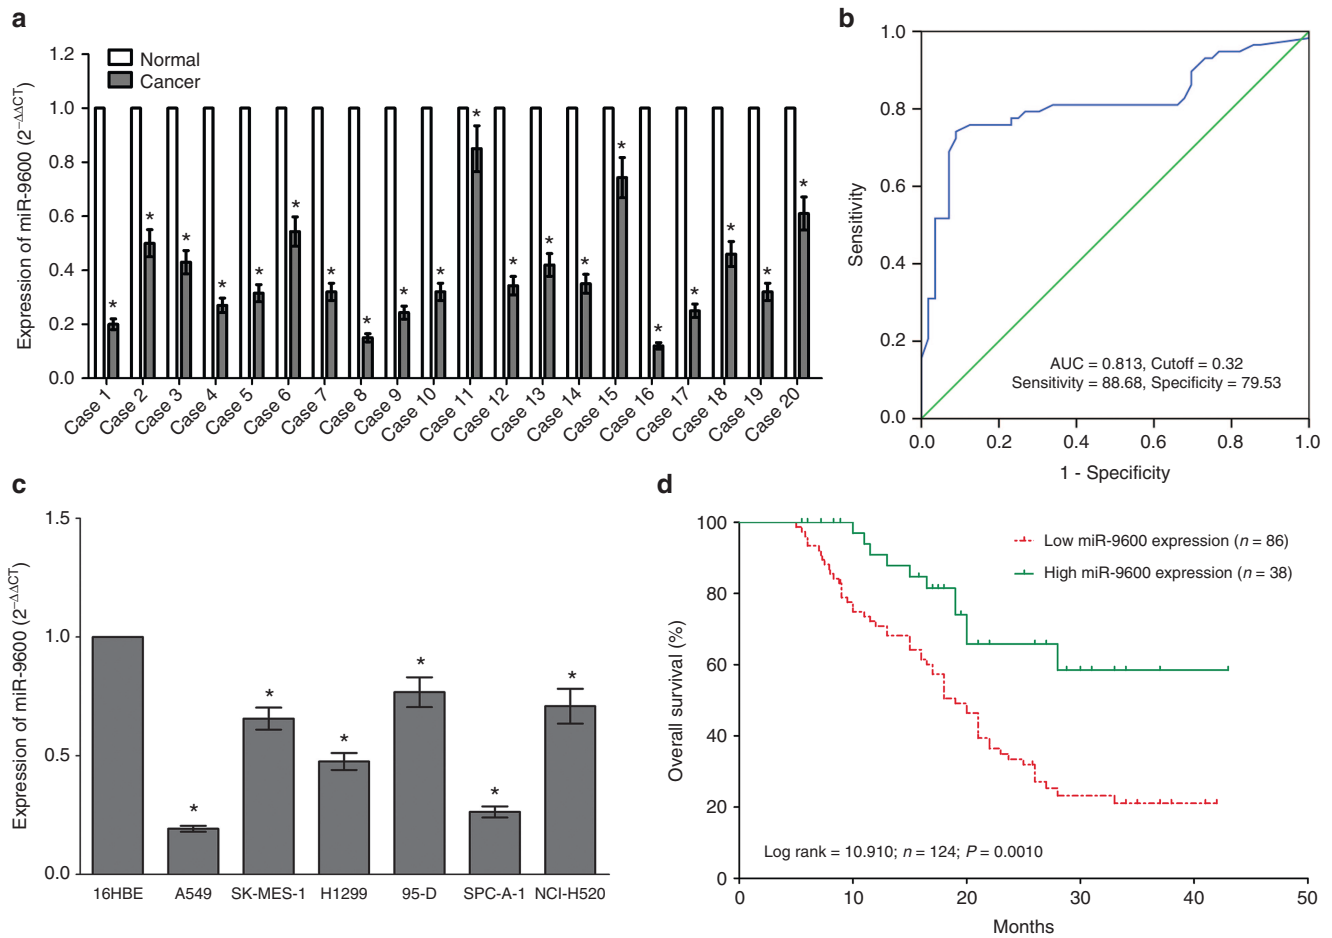 a
Expression of miR-9600 (2−ΔΔCT)
1.2
1.0
0.8
0.6
0.4
0.2
0.0
Normal
Cancer
* * * * * * * * * * * * * * * * * * * *
Case 1 Case 2 Case 3 Case 4 Case 5 Case 6 Case 7 Case 8 Case 9 Case 10 Case 11 Case 12 Case 13 Case 14 Case 15 Case 16 Case 17 Case 18 Case 19 Case 20
b
Sensitivity
1.0
0.8
0.6
0.4
0.2
0.0
AUC = 0.813, Cutoff = 0.32
Sensitivity = 88.68, Specificity = 79.53
0.0 0.2 0.4 0.6 0.8 1.0
1 - Specificity
c
Expression of miR-9600 (2−ΔΔCT)
1.5
1.0
0.5
0.0
* * * * * *
16HBE A549 SK-MES-1 H1299 95-D SPC-A-1 NCI-H520
d
Overall survival (%)
100
80
60
40
20
0
Low miR-9600 expression (n = 86)
High miR-9600 expression (n = 38)
Log rank = 10.910; n = 124; P = 0.0010
0 10 20 30 40 50
Months